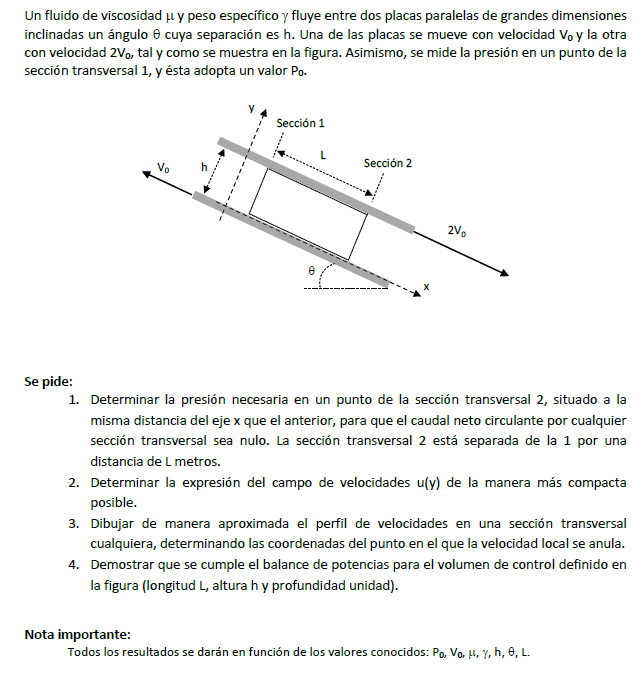 Un fluido de viscosidad μ y peso específico γ fluye entre dos placas paralelas de grandes dimensiones
inclinadas un ángulo θ cuya separación es h. Una de las placas se mueve con velocidad V₀ y la otra
con velocidad 2V₀, tal y como se muestra en la figura. Asimismo, se mide la presión en un punto de la
sección transversal 1, y ésta adopta un valor P₀.
y
Sección 1
L
Sección 2
V₀
h
2V₀
θ
x
Se pide:
1. Determinar la presión necesaria en un punto de la sección transversal 2, situado a la
misma distancia del eje x que el anterior, para que el caudal neto circulante por cualquier
sección transversal sea nulo. La sección transversal 2 está separada de la 1 por una
distancia de L metros.
2. Determinar la expresión del campo de velocidades u(y) de la manera más compacta
posible.
3. Dibujar de manera aproximada el perfil de velocidades en una sección transversal
cualquiera, determinando las coordenadas del punto en el que la velocidad local se anula.
4. Demostrar que se cumple el balance de potencias para el volumen de control definido en
la figura (longitud L, altura h y profundidad unidad).
Nota importante:
Todos los resultados se darán en función de los valores conocidos: P₀, V₀, μ, γ, h, θ, L.